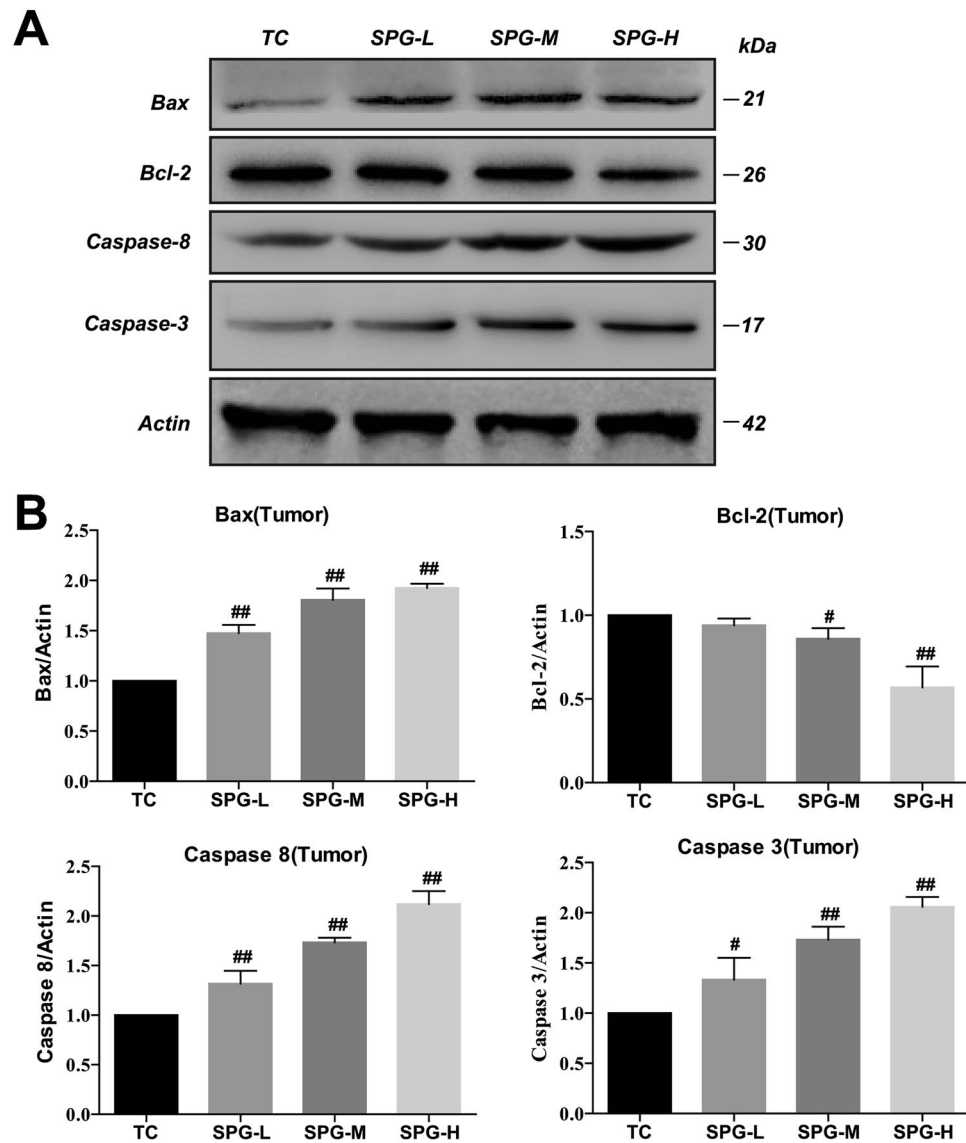 A
TC SPG-L SPG-M SPG-H kDa
Bax 21
Bcl-2 26
Caspase-8 30
Caspase-3 17
Actin 42
B
Bax(Tumor)
Bax/Actin
2.5
2.0
1.5
1.0
0.5
0.0
## ## ##
TC SPG-L SPG-M SPG-H
Bcl-2(Tumor)
Bcl-2/Actin
1.5
1.0
0.5
0.0
# ##
TC SPG-L SPG-M SPG-H
Caspase 8(Tumor)
Caspase 8/Actin
2.5
2.0
1.5
1.0
0.5
0.0
## ## ##
TC SPG-L SPG-M SPG-H
Caspase 3(Tumor)
Caspase 3/Actin
2.5
2.0
1.5
1.0
0.5
0.0
# ## ##
TC SPG-L SPG-M SPG-H